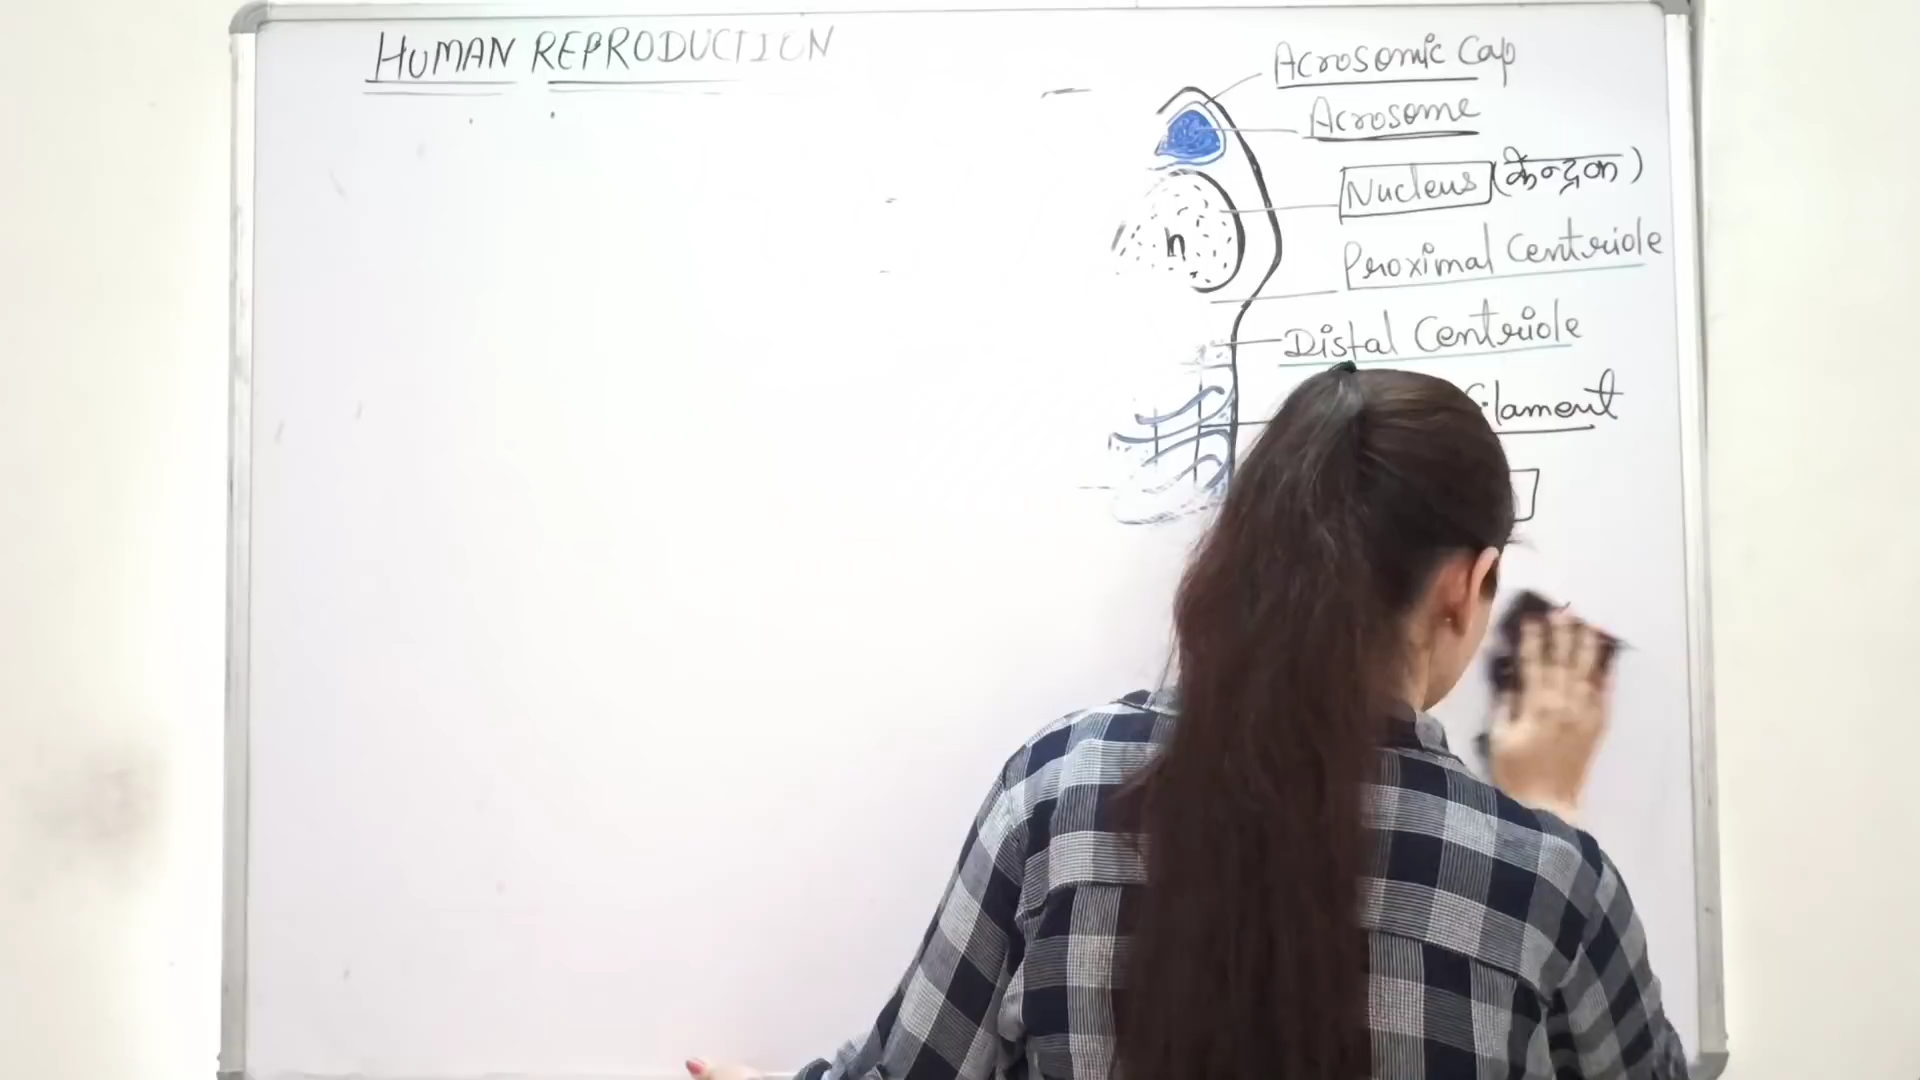 HUMAN REPRODUCTION
Acrosomic Cap
Acrosome
Nucleus (केन्द्रक)
n
Proximal Centriole
Distal Centriole
filament